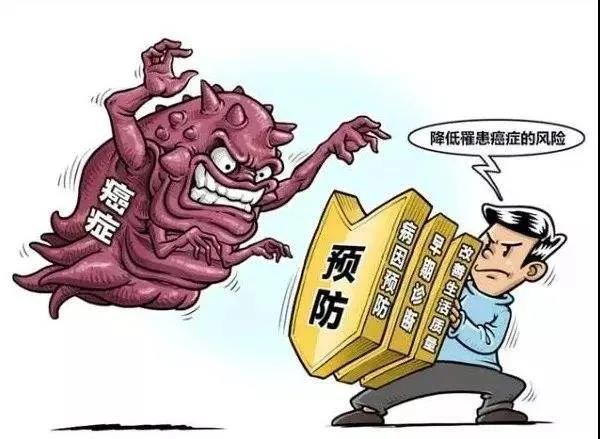 降低罹患癌症的风险
癌症
预防
病因预防
早期诊断
改善生活质量